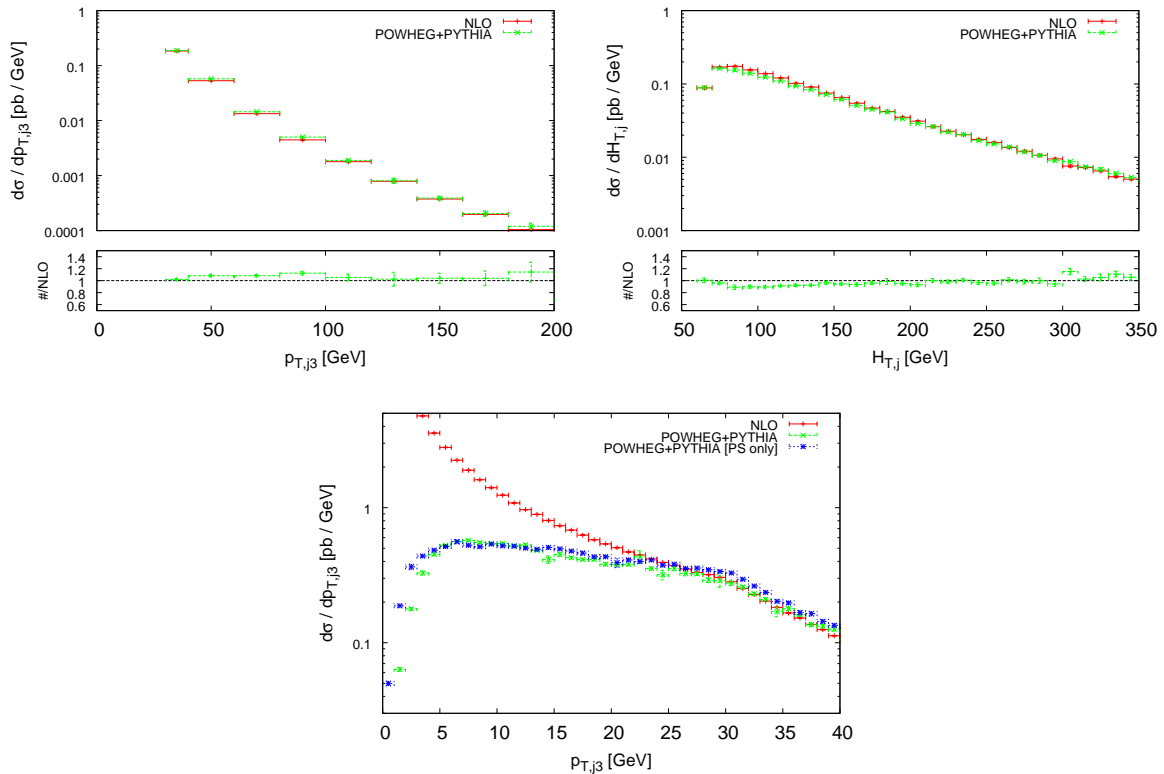 NLO
POWHEG+PYTHIA
dσ / dp_T,j3 [pb / GeV]
1
0.1
0.01
0.001
0.0001
#/NLO
1.4
1.2
1
0.8
0.6
0 50 100 150 200
p_T,j3 [GeV]
NLO
POWHEG+PYTHIA
dσ / dH_T,j [pb / GeV]
1
0.1
0.01
0.001
#/NLO
1.4
1.2
1
0.8
0.6
50 100 150 200 250 300 350
H_T,j [GeV]
NLO
POWHEG+PYTHIA
POWHEG+PYTHIA [PS only]
dσ / dp_T,j3 [pb / GeV]
1
0.1
0 5 10 15 20 25 30 35 40
p_T,j3 [GeV]